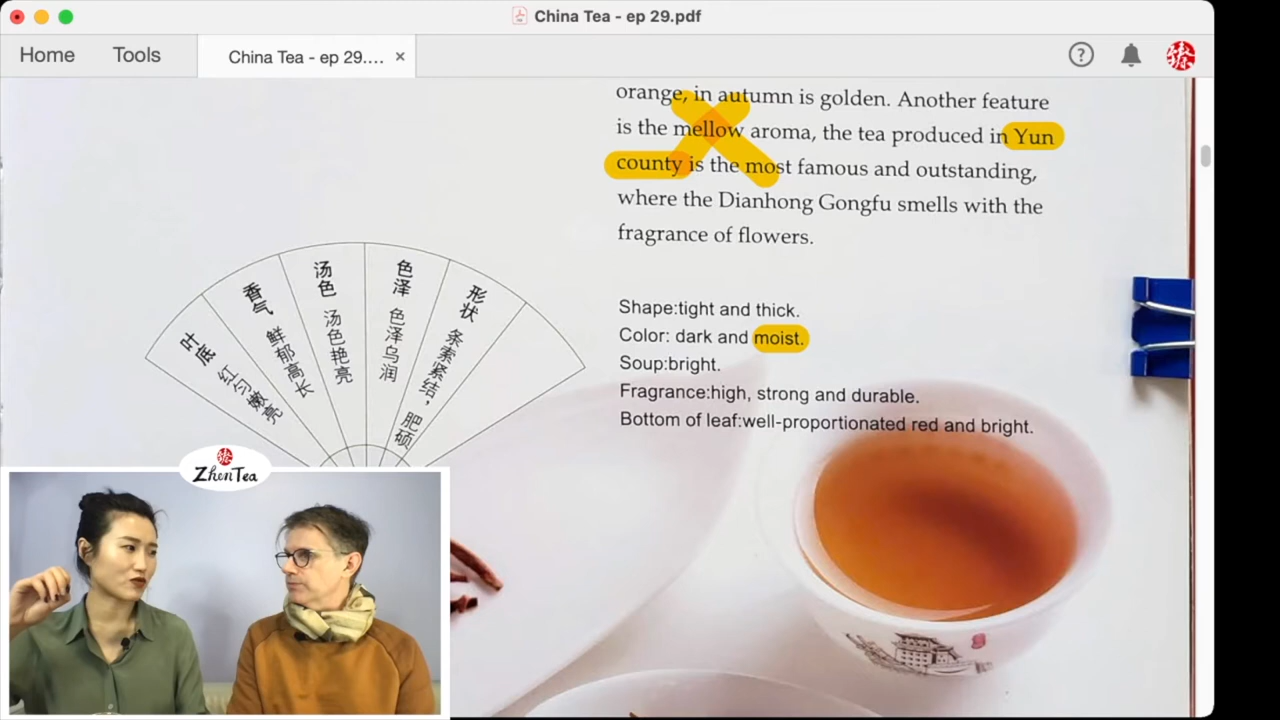 China Tea - ep 29.pdf
Home
Tools
China Tea - ep 29.... ×
orange, in autumn is golden. Another feature
is the mellow aroma, the tea produced in Yun
county is the most famous and outstanding,
where the Dianhong Gongfu smells with the
fragrance of flowers.
叶底 红匀嫩亮
香气 鲜郁高长
汤色 汤色艳亮
色泽 色泽乌润
形状 条索紧结，肥硕
Shape:tight and thick.
Color: dark and moist.
Soup:bright.
Fragrance:high, strong and durable.
Bottom of leaf:well-proportionated red and bright.
ZhenTea